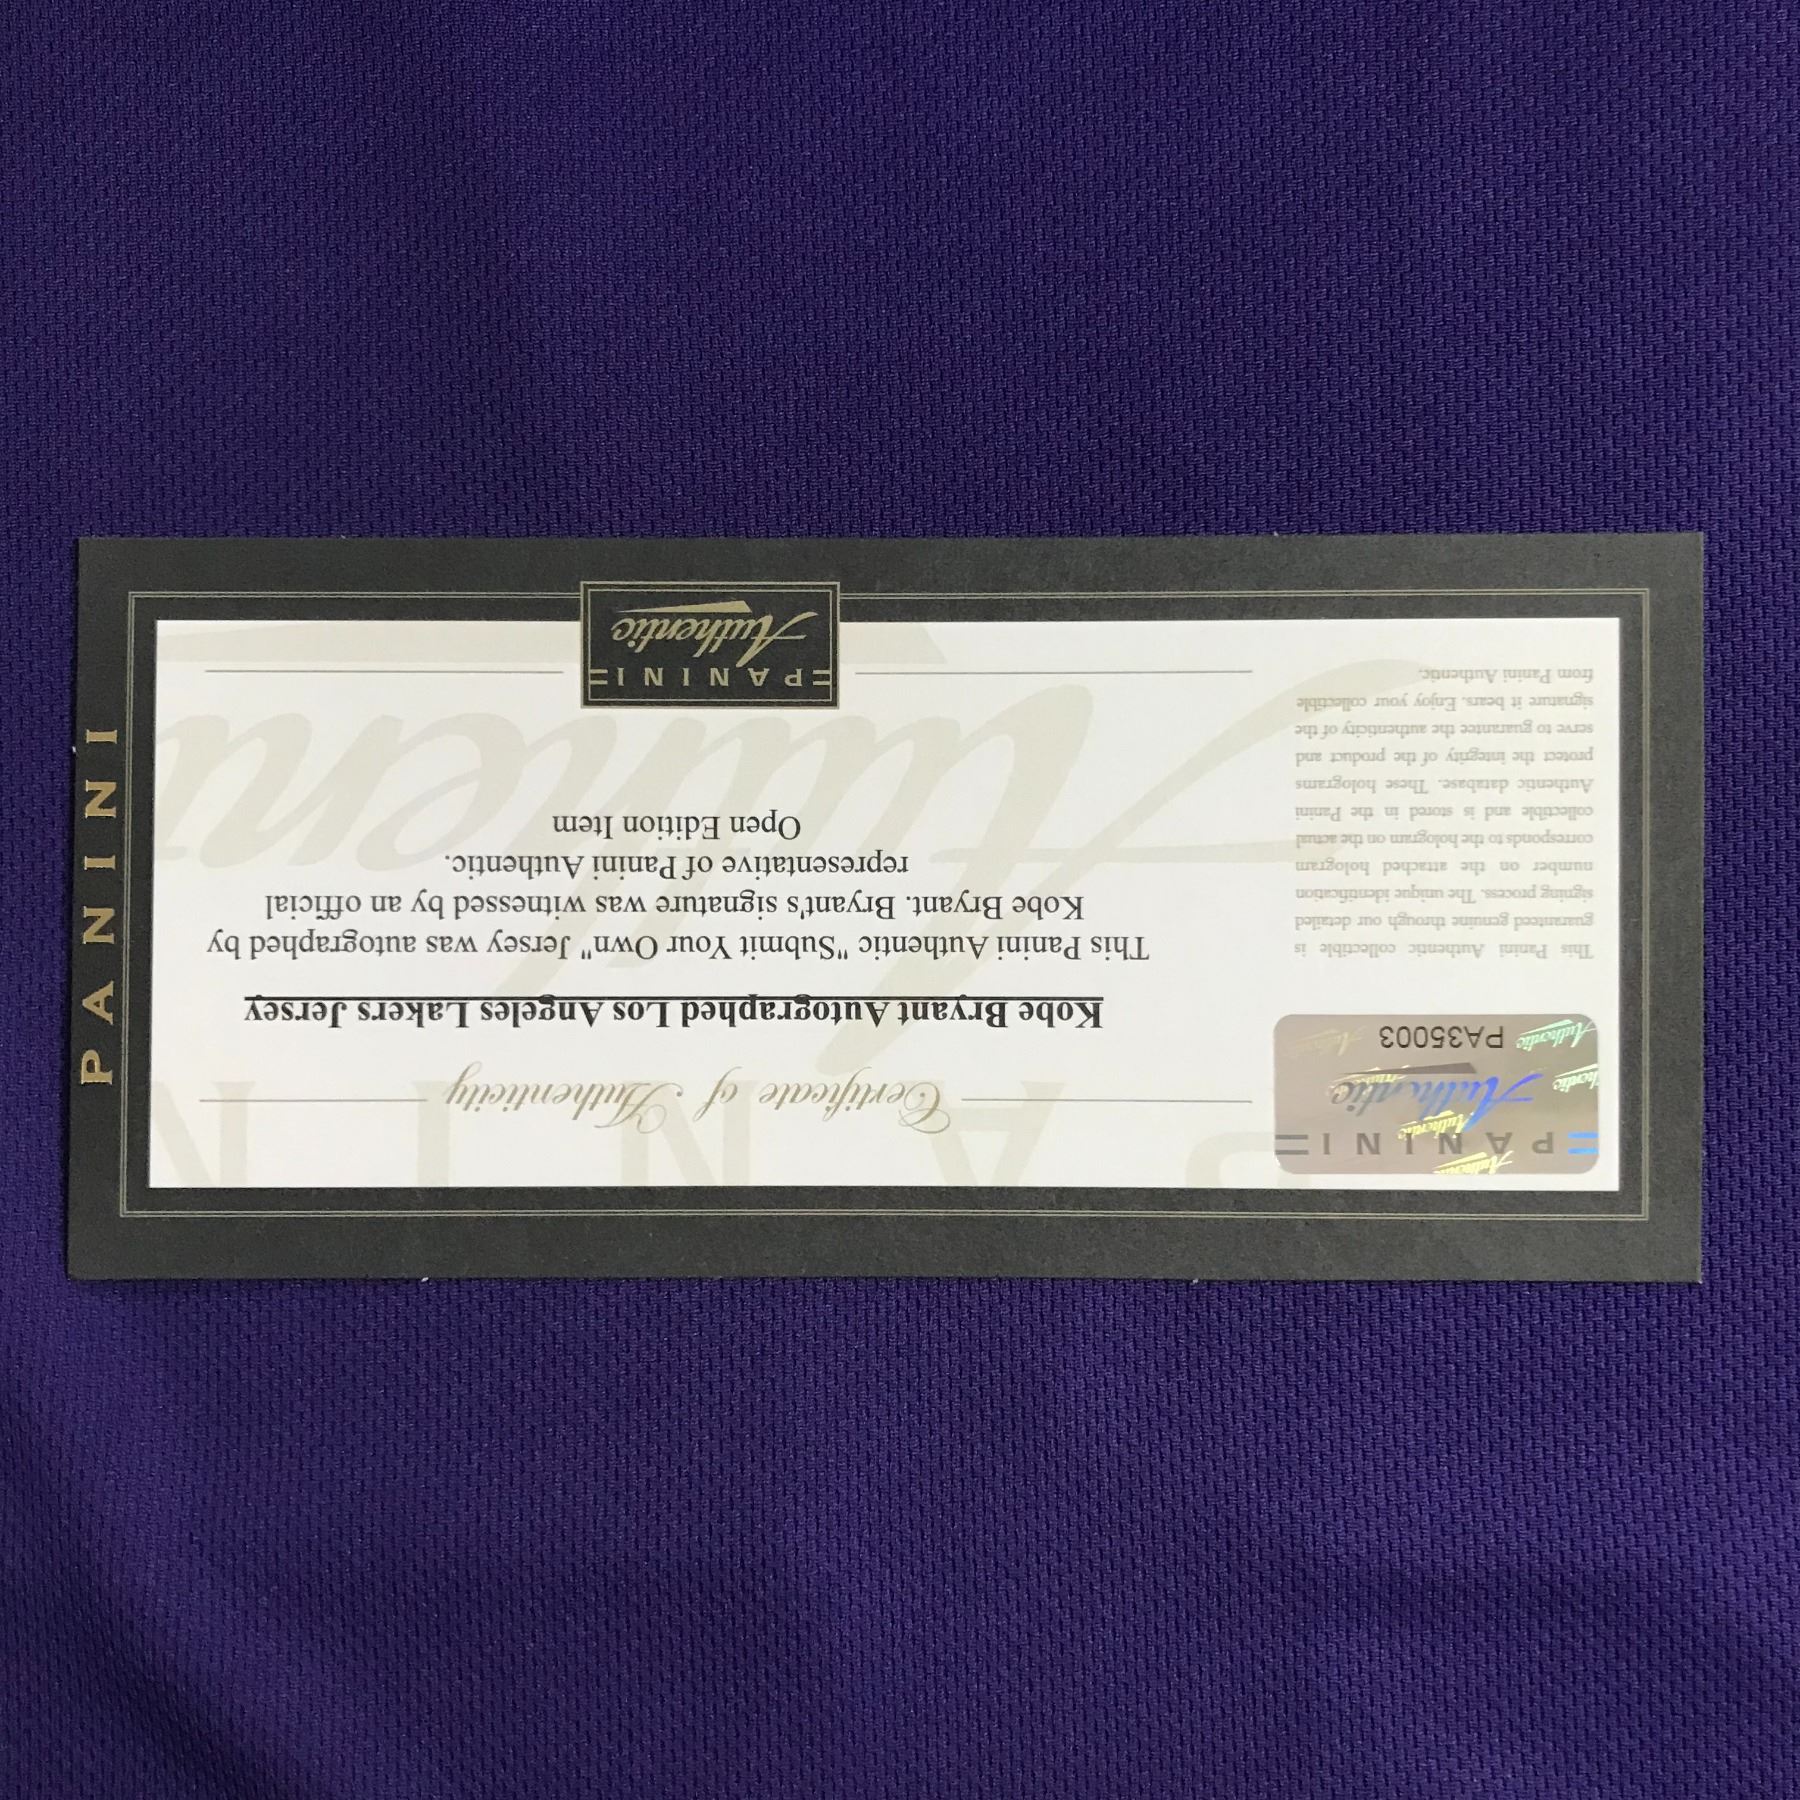 PANINI
Authentic
PA35003
This Panini Authentic collectible is
guaranteed genuine through our detailed
signing process. The unique identification
number on the attached hologram
corresponds to the hologram on the actual
collectible and is stored in the Panini
Authentic database. These holograms
protect the integrity of the product and
serve to guarantee the authenticity of the
signature it bears. Enjoy your collectible
from Panini Authentic.
Certificate of Authenticity
Kobe Bryant Autographed Los Angeles Lakers Jersey
This Panini Authentic "Submit Your Own" Jersey was autographed by
Kobe Bryant. Bryant's signature was witnessed by an official
representative of Panini Authentic.
Open Edition Item
PANINI
Authentic
PANINI